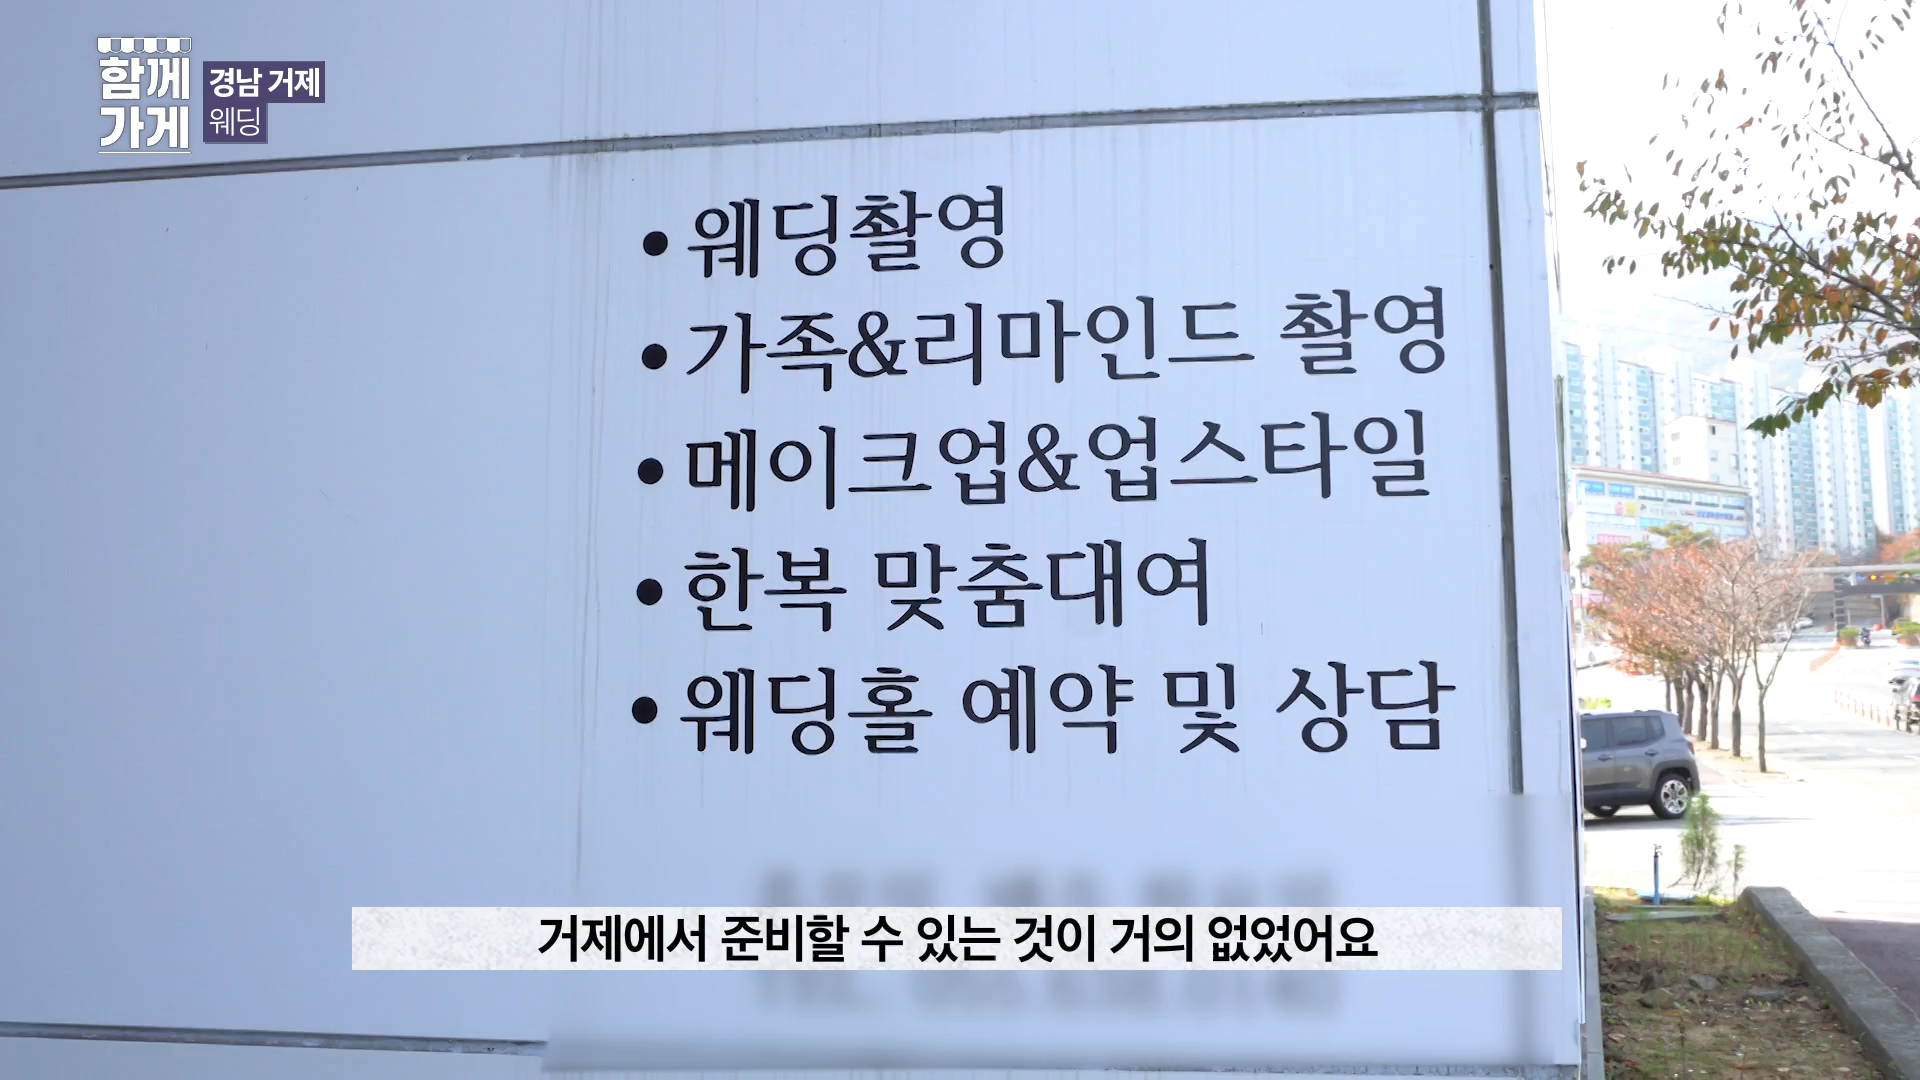 함께
가게
경남 거제
웨딩
• 웨딩촬영
• 가족&리마인드 촬영
• 메이크업&업스타일
• 한복 맞춤대여
• 웨딩홀 예약 및 상담
거제에서 준비할 수 있는 것이 거의 없었어요